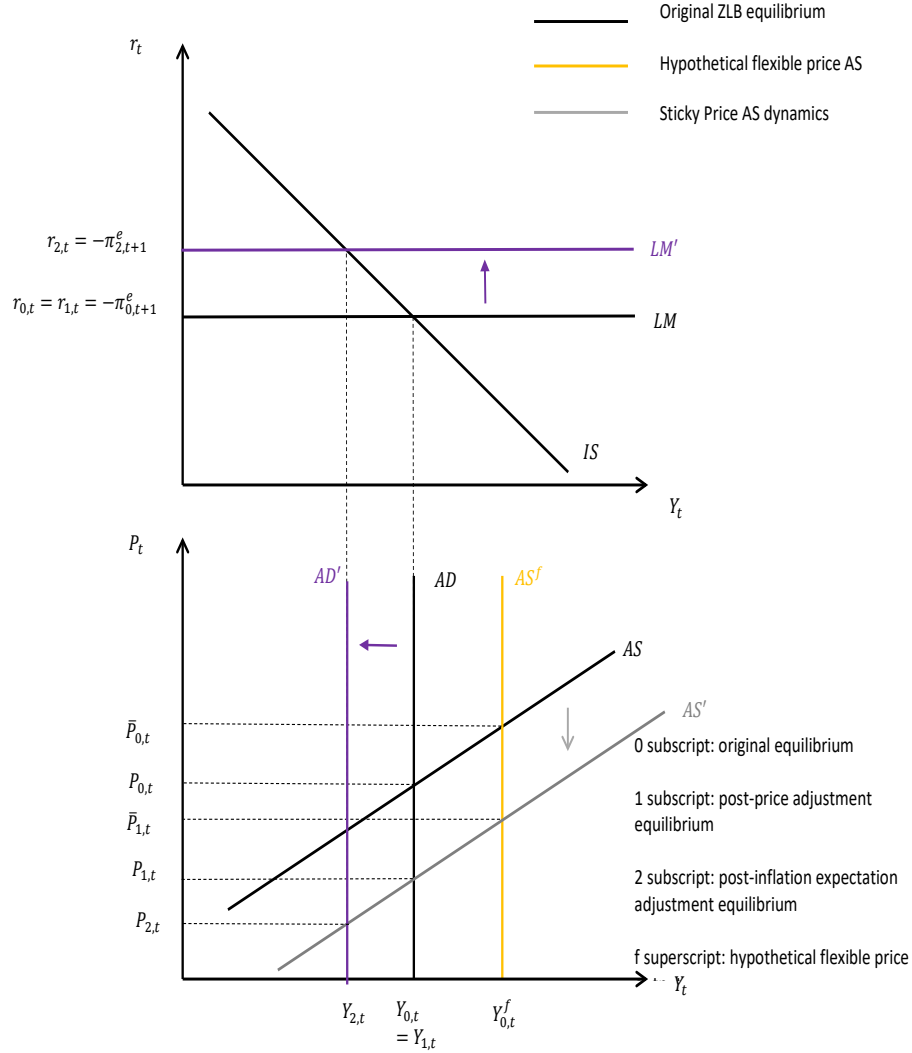 Original ZLB equilibrium
Hypothetical flexible price AS
Sticky Price AS dynamics
r_t
r_{2,t} = −π^e_{2,t+1}
LM′
r_{0,t} = r_{1,t} = −π^e_{0,t+1}
LM
IS
Y_t
P_t
AD′
AD
AS^f
AS
AS′
P̄_{0,t}
0 subscript: original equilibrium
P_{0,t}
1 subscript: post-price adjustment
equilibrium
P̄_{1,t}
P_{1,t}
2 subscript: post-inflation expectation
adjustment equilibrium
P_{2,t}
f superscript: hypothetical flexible price
Y_t
Y_{2,t}
Y_{0,t}
= Y_{1,t}
Y^f_{0,t}